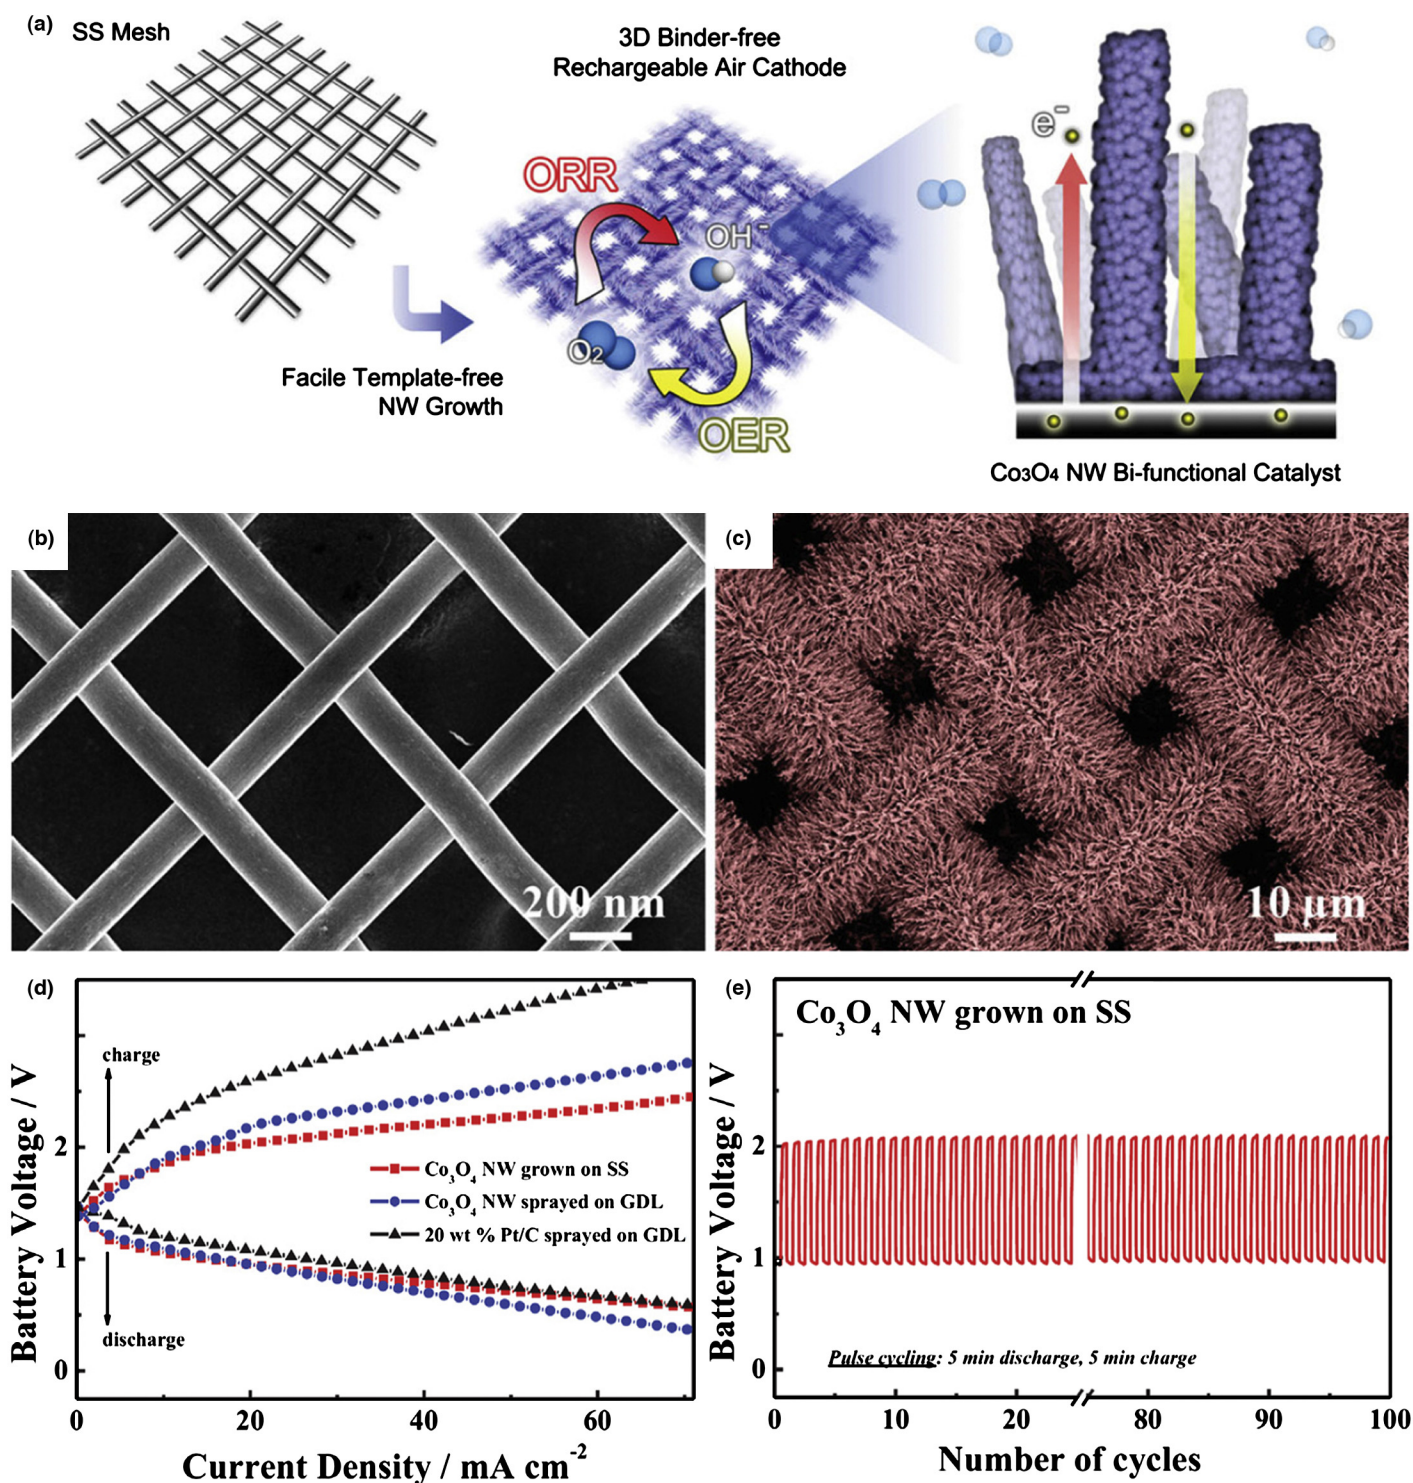 (a)
SS Mesh
3D Binder-free
Rechargeable Air Cathode
ORR
OH⁻
O₂
OER
Facile Template-free
NW Growth
e⁻
Co₃O₄ NW Bi-functional Catalyst
(b)
200 nm
(c)
10 μm
(d)
Battery Voltage / V
2
1
0
charge
discharge
Co₃O₄ NW grown on SS
Co₃O₄ NW sprayed on GDL
20 wt % Pt/C sprayed on GDL
0 20 40 60
Current Density / mA cm⁻²
(e)
Co₃O₄ NW grown on SS
Battery Voltage / V
2
1
0
Pulse cycling: 5 min discharge, 5 min charge
0 10 20 80 90 100
Number of cycles